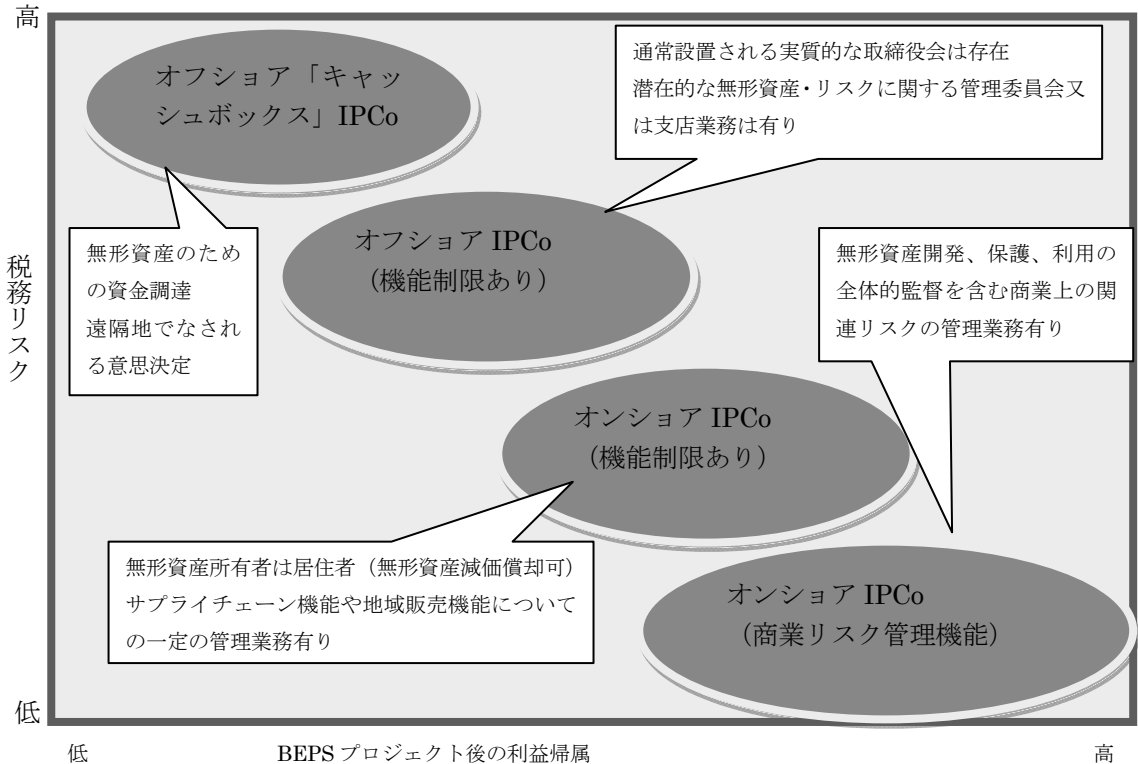 高
オフショア「キャッ
シュボックス」IPCo
通常設置される実質的な取締役会は存在
潜在的な無形資産・リスクに関する管理委員会又
は支店業務は有り
オフショア IPCo
（機能制限あり）
無形資産のため
の資金調達
遠隔地でなされ
る意思決定
無形資産開発、保護、利用の
全体的監督を含む商業上の関
連リスクの管理業務有り
税務リスク
オンショア IPCo
（機能制限あり）
無形資産所有者は居住者（無形資産減価償却可）
サプライチェーン機能や地域販売機能について
の一定の管理業務有り
オンショア IPCo
（商業リスク管理機能）
低
低
BEPS プロジェクト後の利益帰属
高